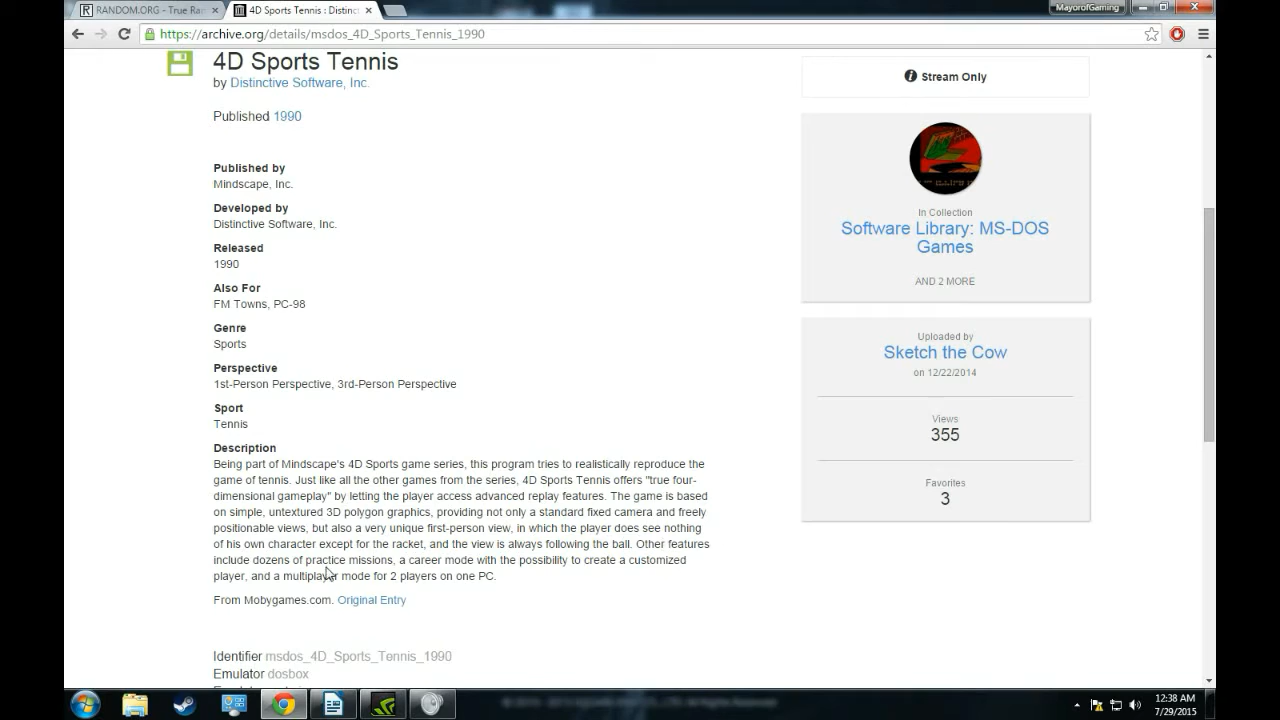 RANDOM.ORG - True Ran
4D Sports Tennis : Distinct
MayorofGaming
https://archive.org/details/msdos_4D_Sports_Tennis_1990
4D Sports Tennis
by Distinctive Software, Inc.
Published 1990
Published by
Mindscape, Inc.
Developed by
Distinctive Software, Inc.
Released
1990
Also For
FM Towns, PC-98
Genre
Sports
Perspective
1st-Person Perspective, 3rd-Person Perspective
Sport
Tennis
Description
Being part of Mindscape's 4D Sports game series, this program tries to realistically reproduce the
game of tennis. Just like all the other games from the series, 4D Sports Tennis offers "true four-
dimensional gameplay" by letting the player access advanced replay features. The game is based
on simple, untextured 3D polygon graphics, providing not only a standard fixed camera and freely
positionable views, but also a very unique first-person view, in which the player does see nothing
of his own character except for the racket, and the view is always following the ball. Other features
include dozens of practice missions, a career mode with the possibility to create a customized
player, and a multiplayer mode for 2 players on one PC.
From Mobygames.com. Original Entry
Identifier msdos_4D_Sports_Tennis_1990
Emulator dosbox
Stream Only
In Collection
Software Library: MS-DOS
Games
AND 2 MORE
Uploaded by
Sketch the Cow
on 12/22/2014
Views
355
Favorites
3
12:38 AM
7/29/2015